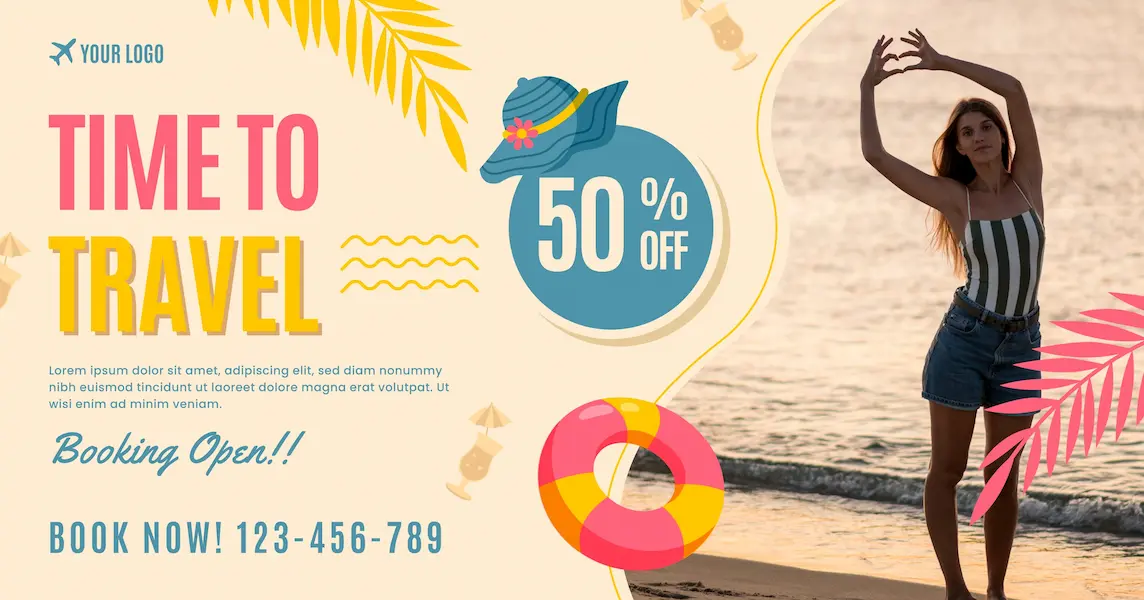 YOUR LOGO
TIME TO
TRAVEL
50 %
OFF
Lorem ipsum dolor sit amet, adipiscing elit, sed diam nonummy
nibh euismod tincidunt ut laoreet dolore magna erat volutpat. Ut
wisi enim ad minim veniam.
Booking Open!!
BOOK NOW! 123-456-789